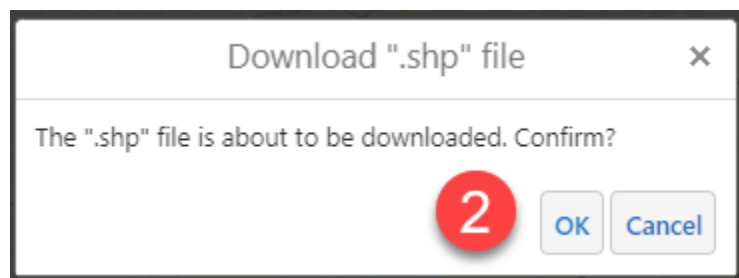 Download ".shp" file ×
The ".shp" file is about to be downloaded. Confirm?
2 OK Cancel